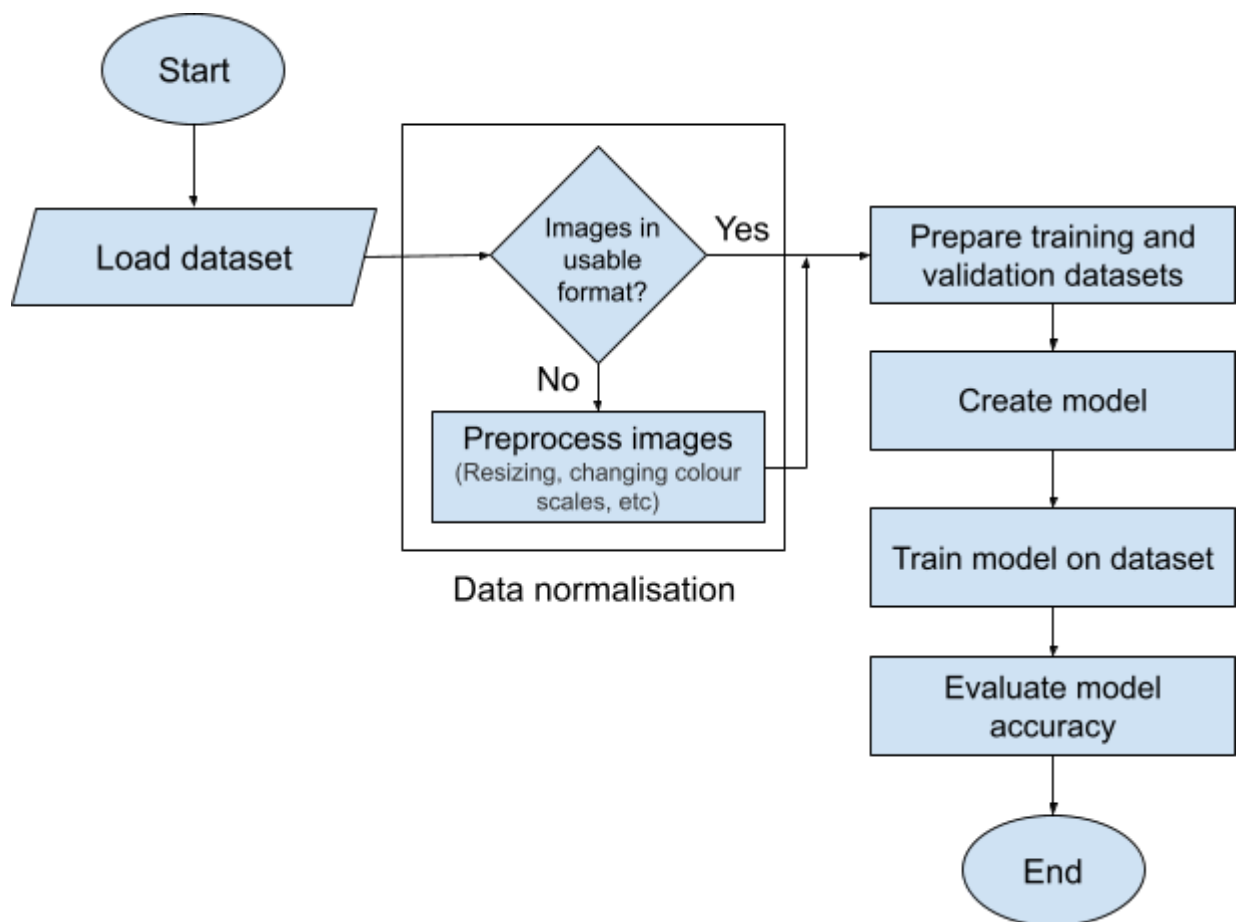 Start
Load dataset
Images in
usable
format?
Yes
No
Preprocess images
(Resizing, changing colour
scales, etc)
Data normalisation
Prepare training and
validation datasets
Create model
Train model on dataset
Evaluate model
accuracy
End